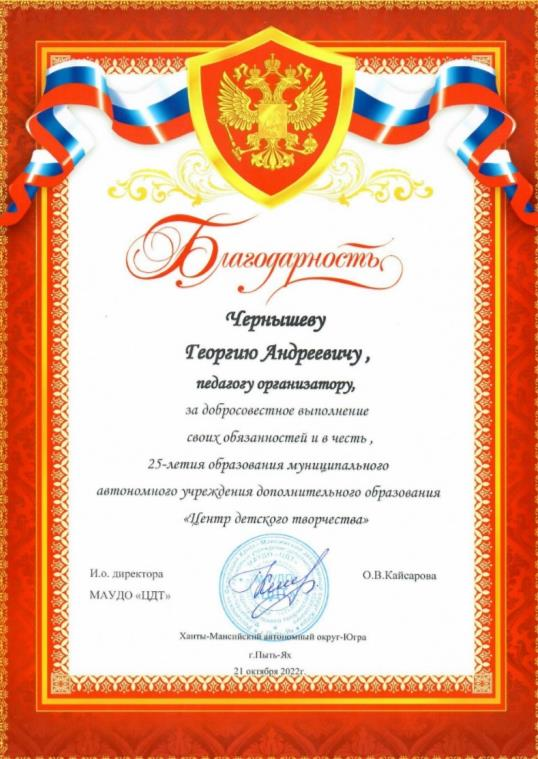 Благодарность
Чернышеву
Георгию Андреевичу ,
педагогу организатору,
за добросовестное выполнение
своих обязанностей и в честь ,
25-летия образования муниципального
автономного учреждения дополнительного образования
«Центр детского творчества»
И.о. директора
МАУДО «ЦДТ»
О.В.Кайсарова
Ханты-Мансийский автономный округ-Югра
г.Пыть-Ях
21 октября 2022г.